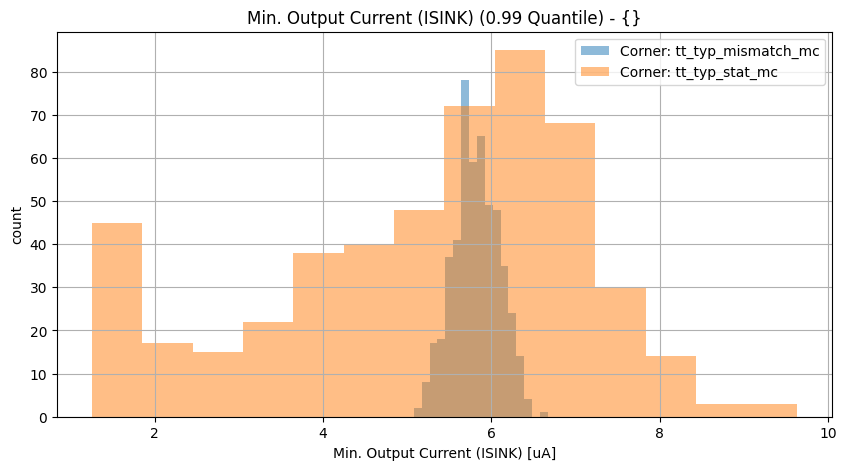 Min. Output Current (ISINK) (0.99 Quantile) - {}
Corner: tt_typ_mismatch_mc
Corner: tt_typ_stat_mc
count
80
70
60
50
40
30
20
10
0
2
4
6
8
10
Min. Output Current (ISINK) [uA]